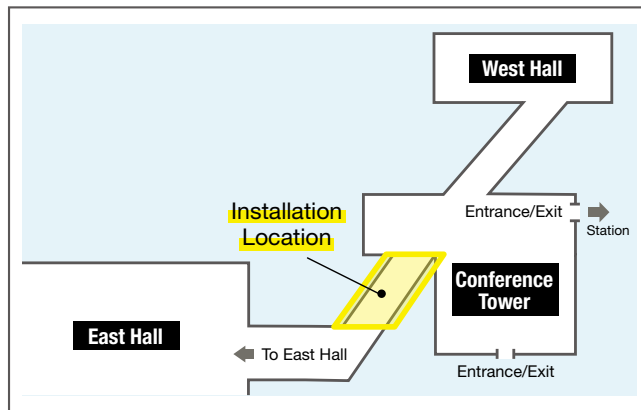 West Hall
Installation
Location
Entrance/Exit
Station
Conference
Tower
East Hall
To East Hall
Entrance/Exit